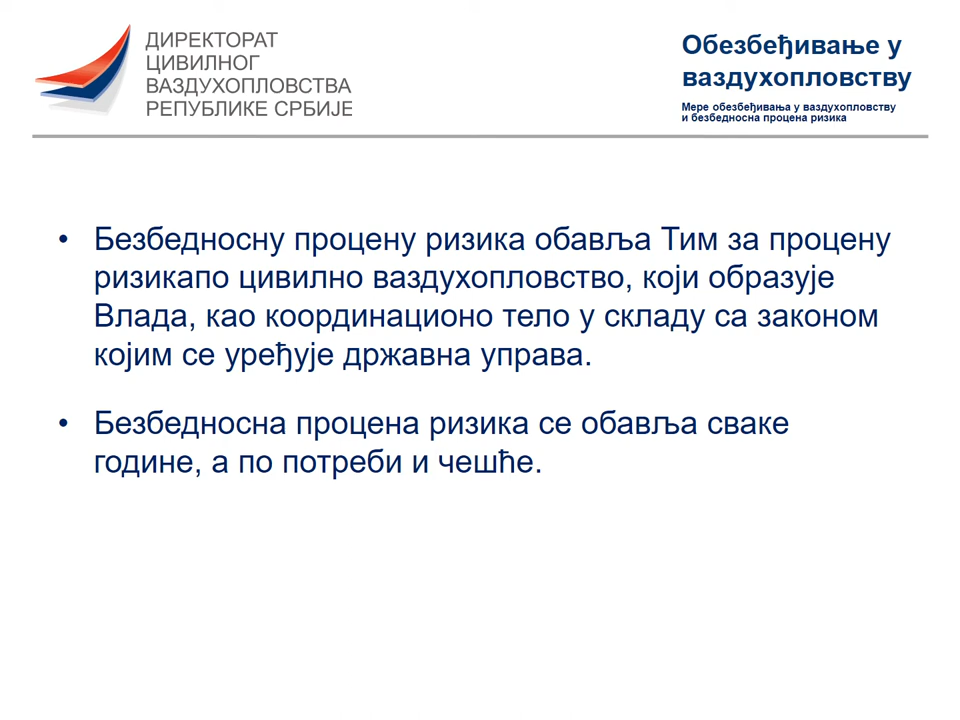 ДИРЕКТОРАТ
ЦИВИЛНОГ
ВАЗДУХОПЛОВСТВА
РЕПУБЛИКЕ СРБИЈЕ
Обезбеђивање у
ваздухопловству
Мере обезбеђивања у ваздухопловству
и безбедносна процена ризика
• Безбедносну процену ризика обавља Тим за процену
ризикапо цивилно ваздухопловство, који образује
Влада, као координационо тело у складу са законом
којим се уређује државна управа.
• Безбедносна процена ризика се обавља сваке
године, а по потреби и чешће.